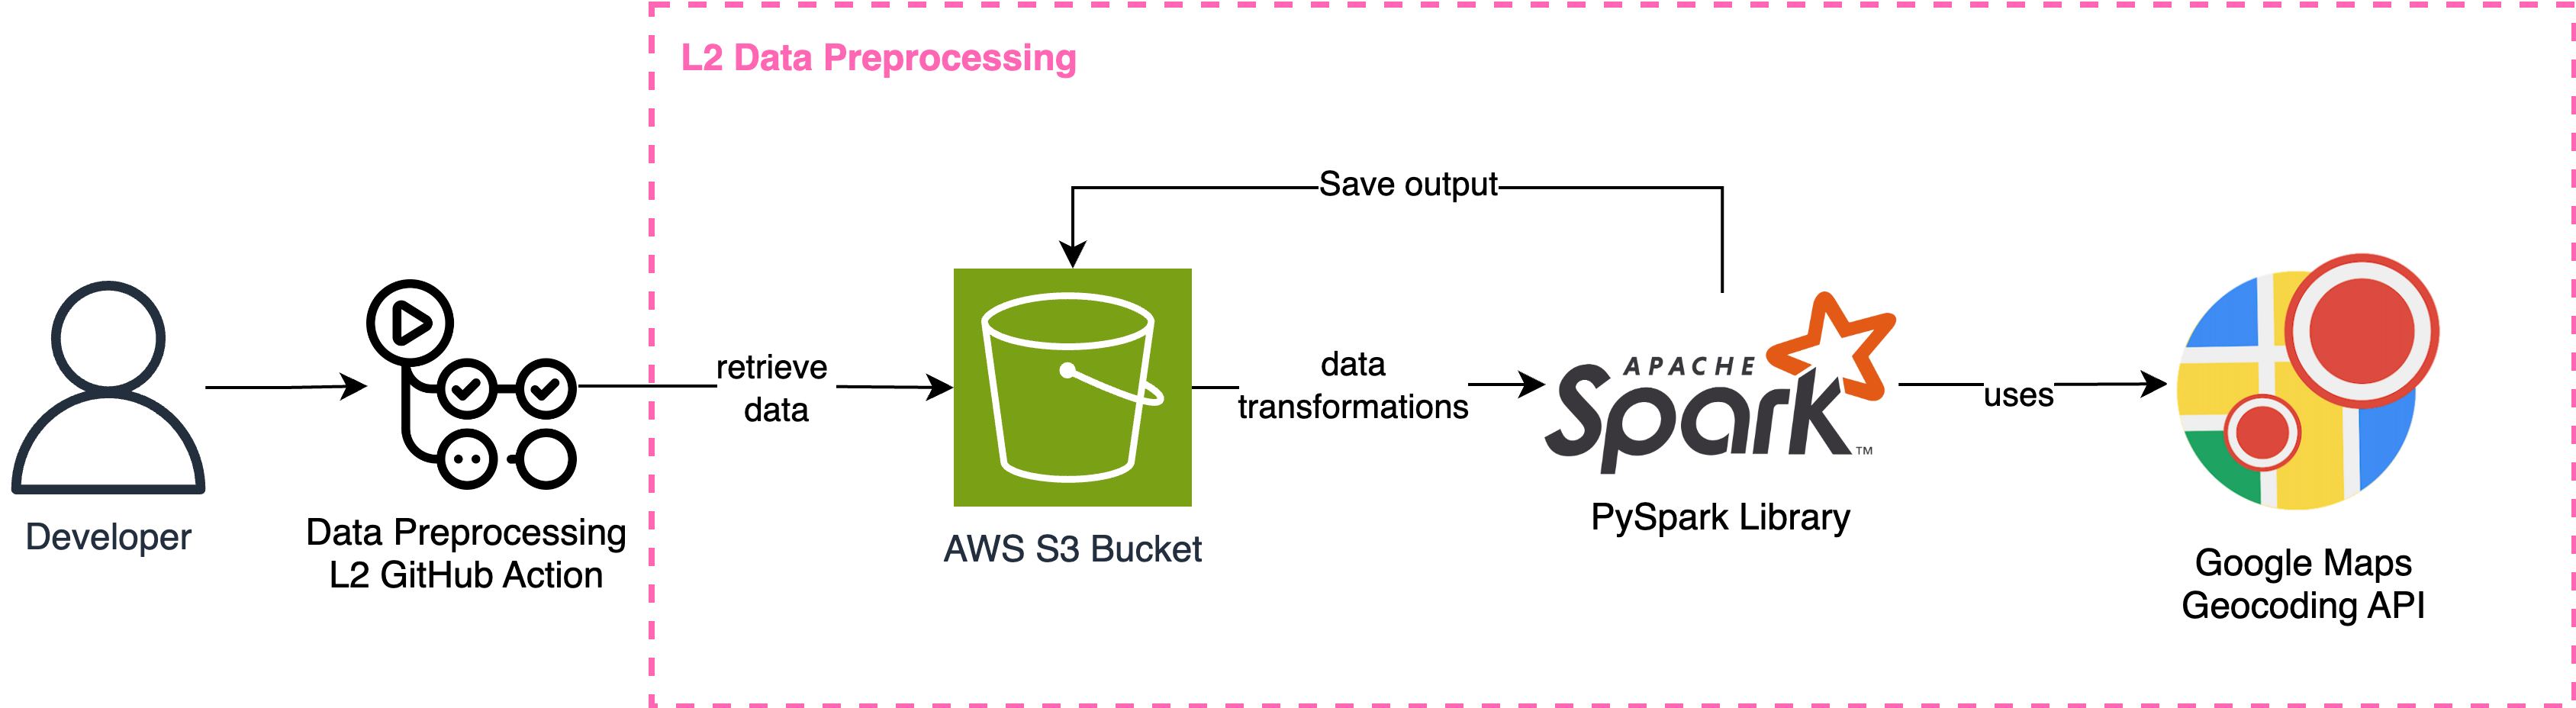 L2 Data Preprocessing
Save output
retrieve
data
data
transformations
APACHE
Spark™
uses
Developer
Data Preprocessing
L2 GitHub Action
AWS S3 Bucket
PySpark Library
Google Maps
Geocoding API